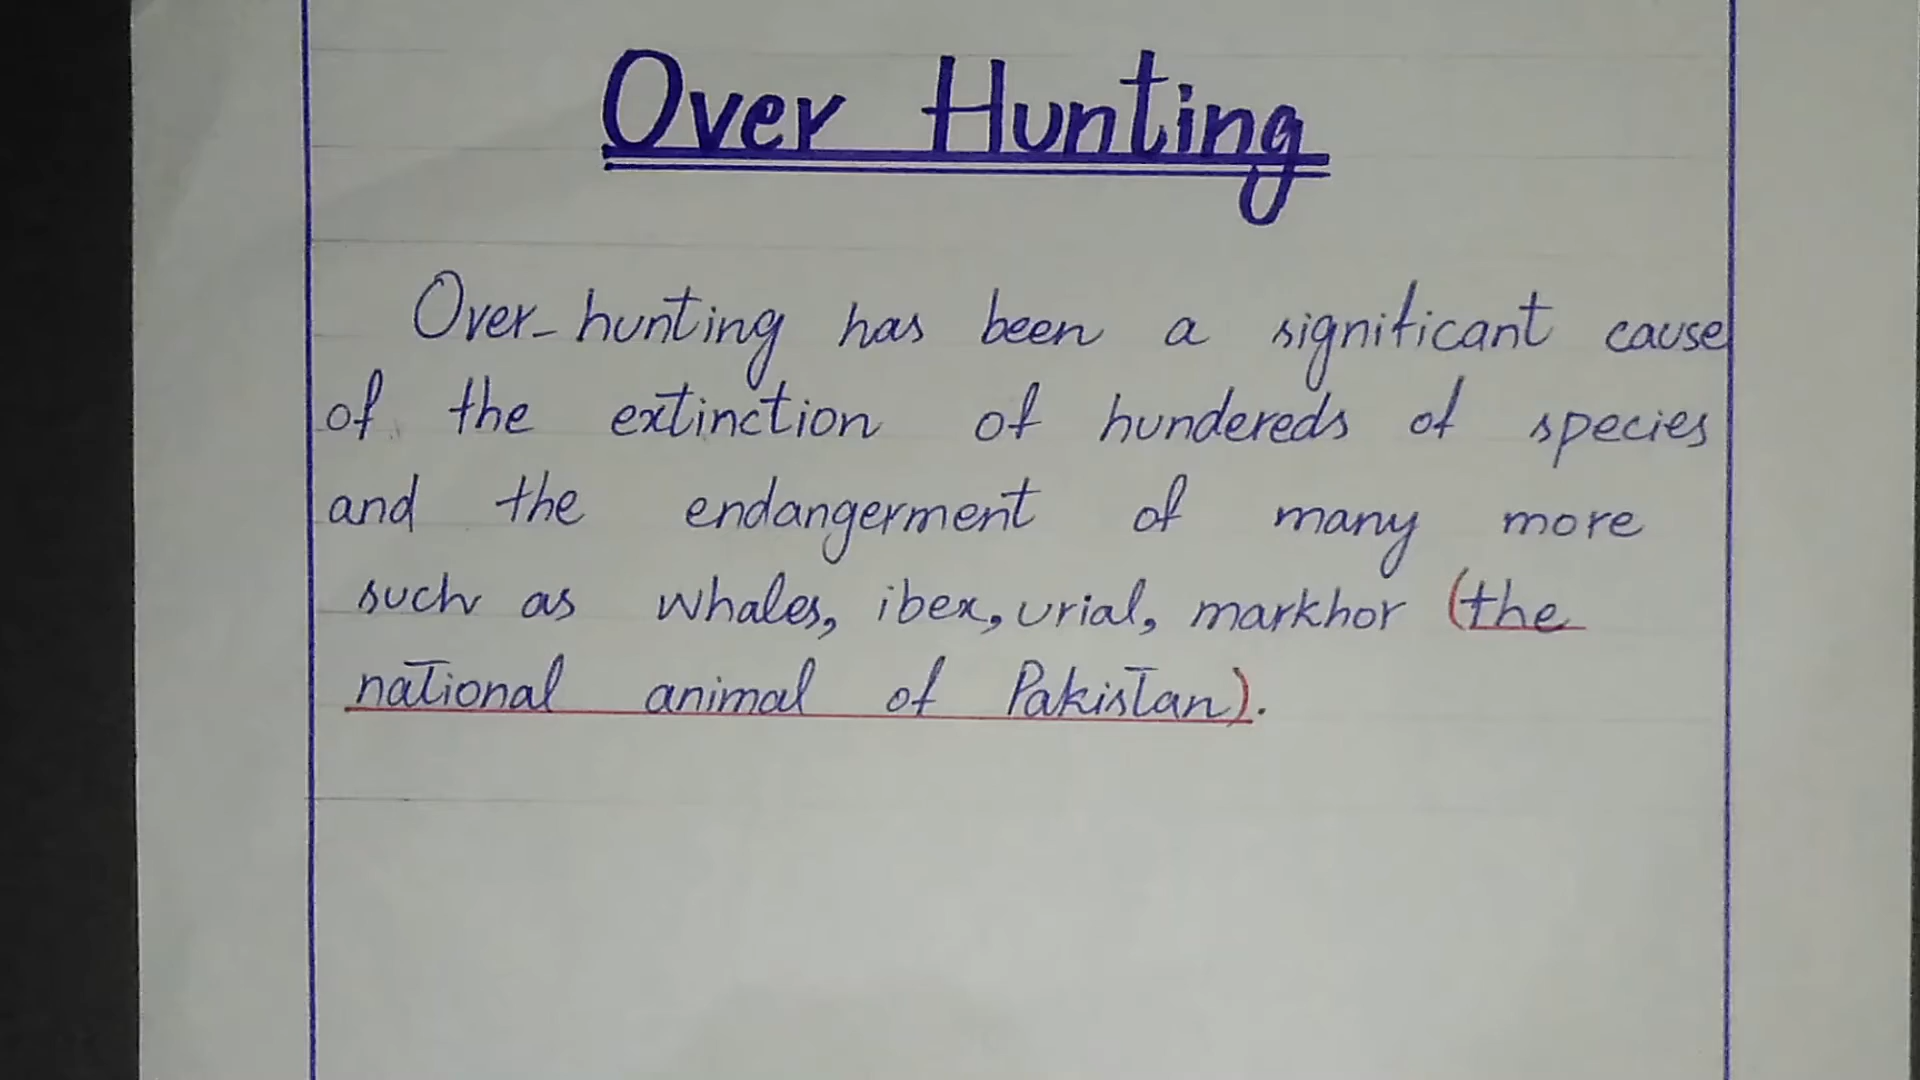 Over Hunting
Over-hunting has been a significant cause
of the extinction of hundereds of species
and the endangerment of many more
such as whales, ibex, urial, markhor (the
national animal of Pakistan).